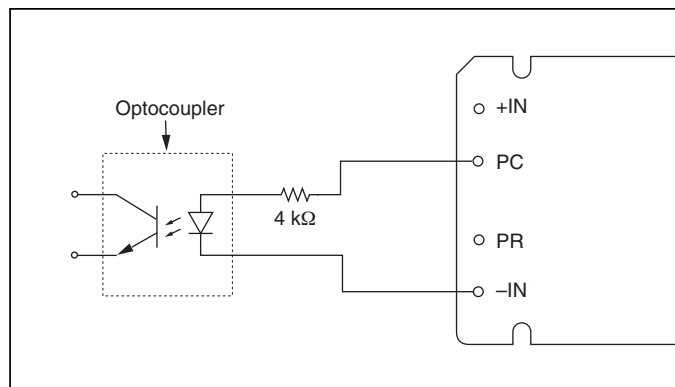 Optocoupler
+IN
PC
4 kΩ
PR
–IN